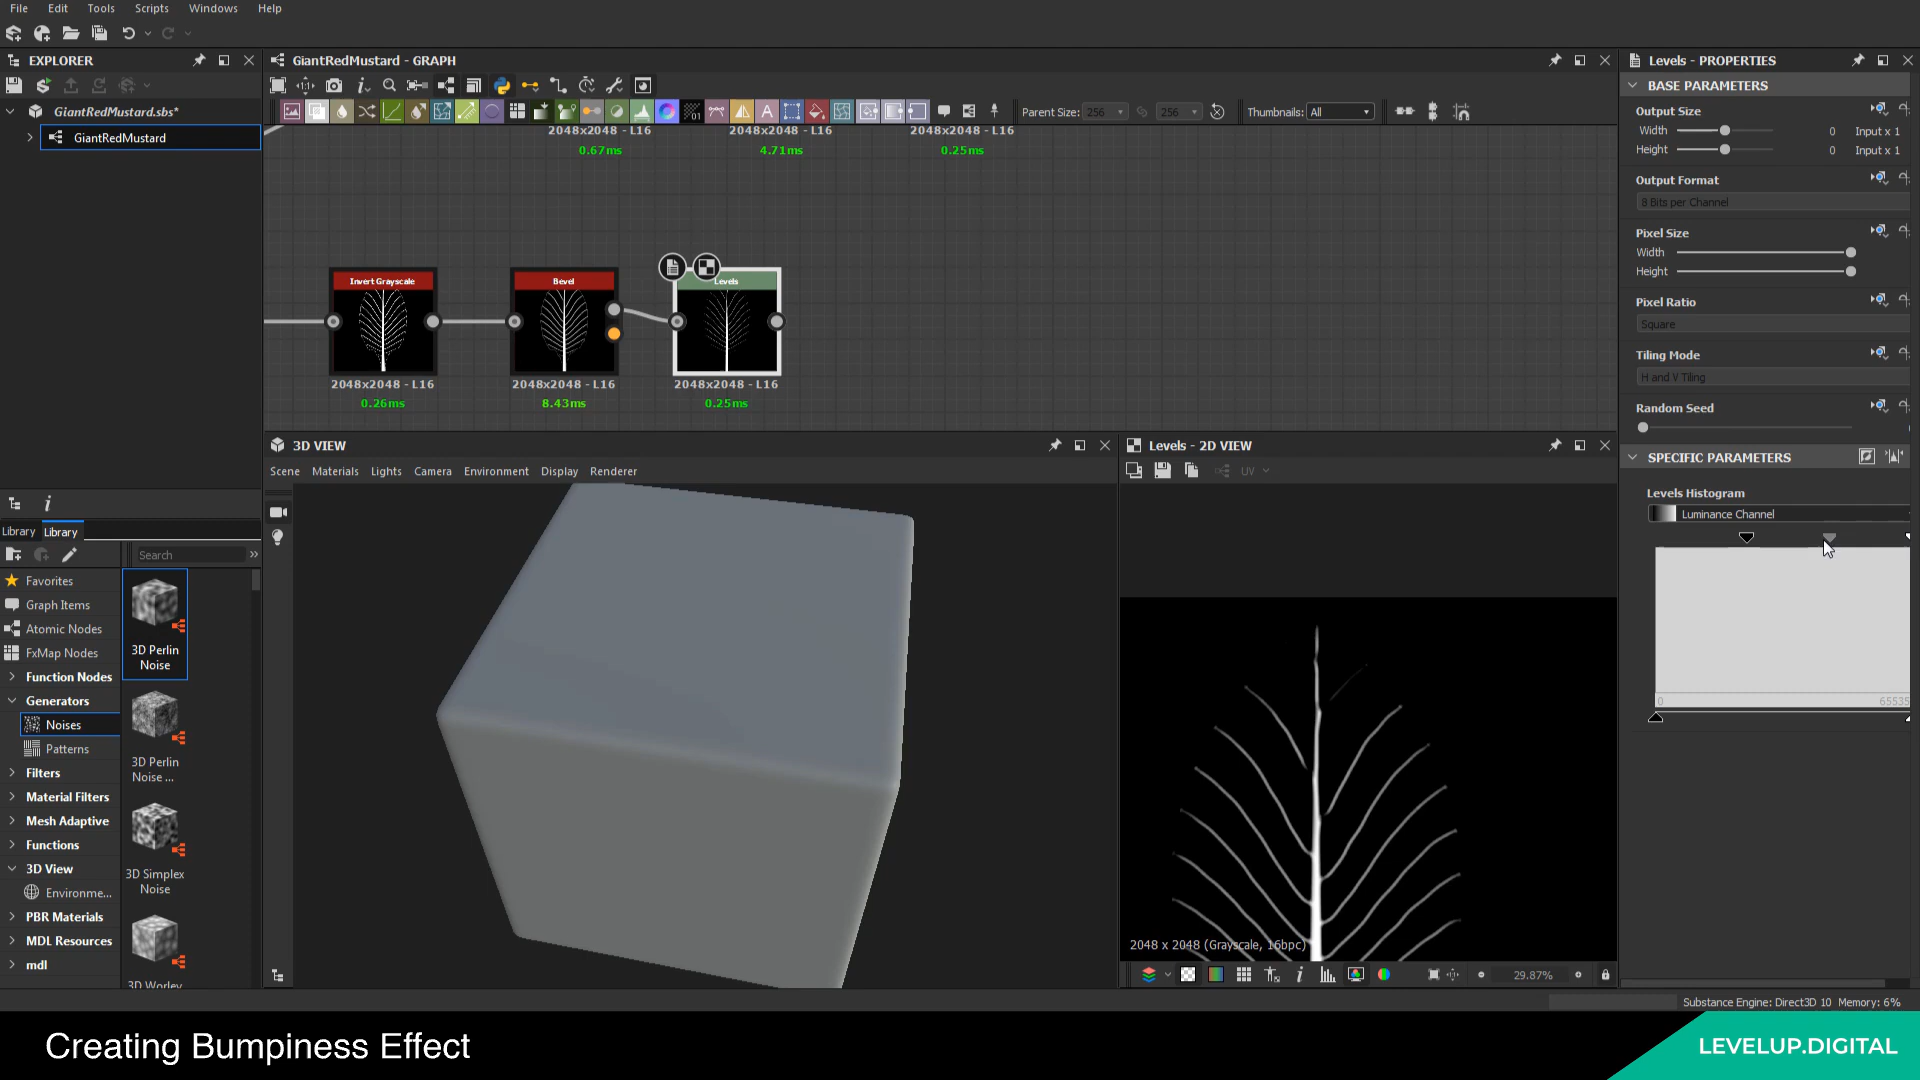 File Edit Tools Scripts Windows Help
EXPLORER
GiantRedMustard.sbs*
GiantRedMustard
Library Library
Search
Favorites
Graph Items
Atomic Nodes
FxMap Nodes
Function Nodes
Generators
Noises
Patterns
Filters
Material Filters
Mesh Adaptive
Functions
3D View
Environme...
PBR Materials
MDL Resources
mdl
3D Perlin
Noise
3D Perlin
Noise ...
3D Simplex
Noise
3D Worley
GiantRedMustard - GRAPH
Parent Size: 256 256 Thumbnails: All
2048x2048 - L16 2048x2048 - L16 2048x2048 - L16
0.67ms 4.71ms 0.25ms
Invert Grayscale Bevel Levels
2048x2048 - L16 2048x2048 - L16 2048x2048 - L16
0.26ms 8.43ms 0.25ms
3D VIEW
Scene Materials Lights Camera Environment Display Renderer
Levels - 2D VIEW
UV
2048 x 2048 (Grayscale, 16bpc)
29.87%
Levels - PROPERTIES
BASE PARAMETERS
Output Size
Width 0 Input x 1
Height 0 Input x 1
Output Format
8 Bits per Channel
Pixel Size
Width
Height
Pixel Ratio
Square
Tiling Mode
H and V Tiling
Random Seed
SPECIFIC PARAMETERS
Levels Histogram
Luminance Channel
0 65535
Substance Engine: Direct3D 10 Memory: 6%
Creating Bumpiness Effect
LEVELUP.DIGITAL